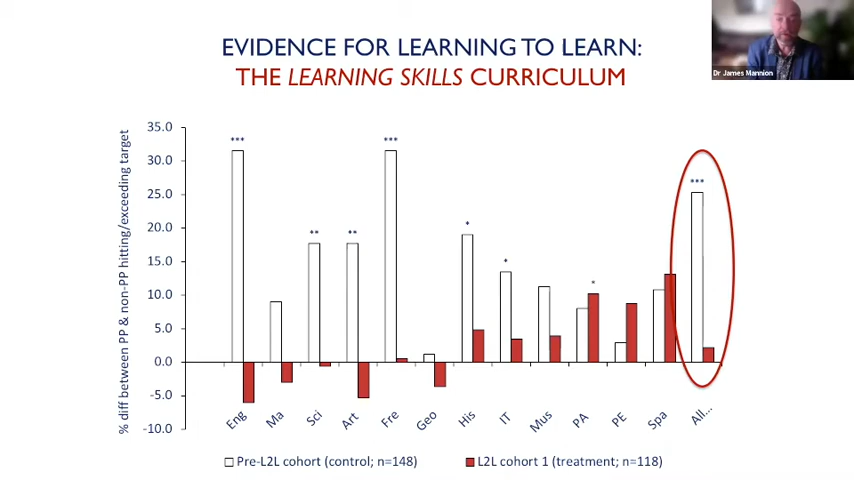 EVIDENCE FOR LEARNING TO LEARN:
THE LEARNING SKILLS CURRICULUM
Dr James Mannion
% diff between PP & non-PP hitting/exceeding target
35.0
30.0
25.0
20.0
15.0
10.0
5.0
0.0
-5.0
-10.0
***
**
**
***
*
*
*
***
Eng
Ma
Sci
Art
Fre
Geo
His
IT
Mus
PA
PE
Spa
All...
Pre-L2L cohort (control; n=148)
L2L cohort 1 (treatment; n=118)